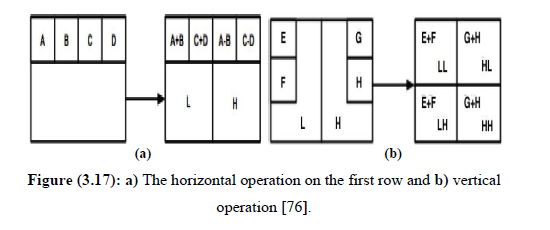 A B C D A+B C+D A-B C-D
L H
E G
F H
L H
E+F G+H
LL HL
E+F G+H
LH HH
(a) (b)
Figure (3.17): a) The horizontal operation on the first row and b) vertical
operation [76].